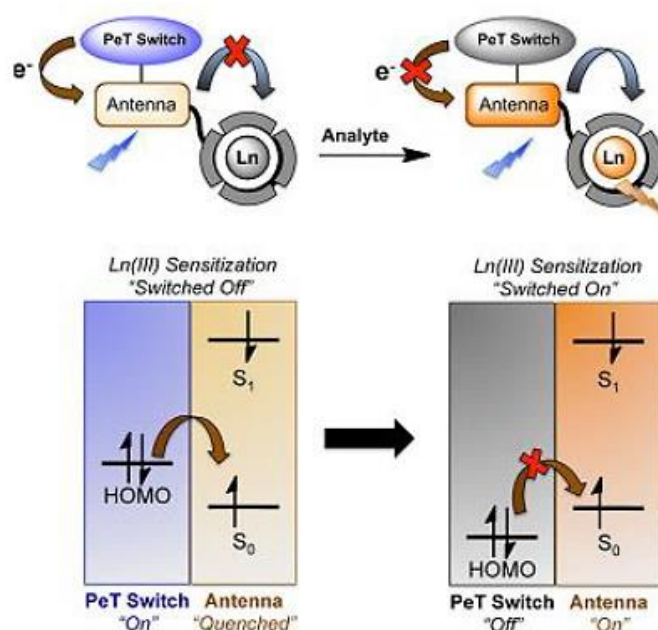 PeT Switch
e-
Antenna
Ln
Analyte
PeT Switch
e-
Antenna
Ln
Ln(III) Sensitization
"Switched Off"
S1
HOMO
S0
PeT Switch
"On"
Antenna
"Quenched"
Ln(III) Sensitization
"Switched On"
S1
HOMO
S0
PeT Switch
"Off"
Antenna
"On"